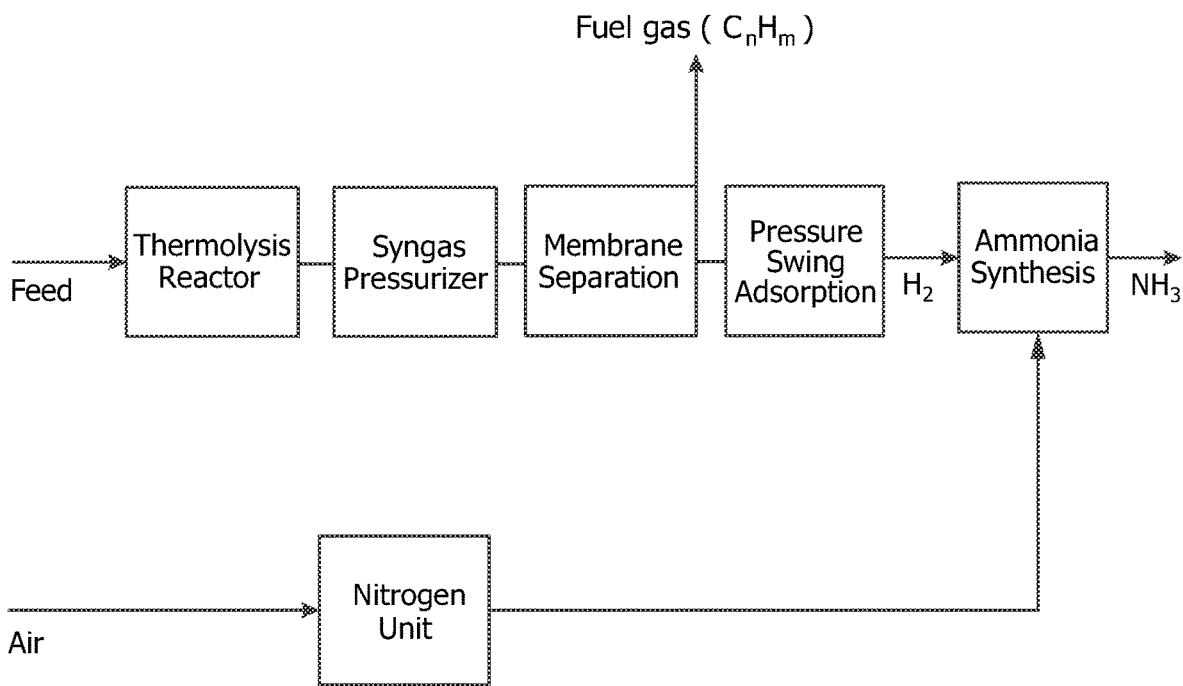 Fuel gas ( CₙHₘ )
Thermolysis
Reactor
Syngas
Pressurizer
Membrane
Separation
Pressure
Swing
Adsorption
Ammonia
Synthesis
Feed
H₂
NH₃
Nitrogen
Unit
Air